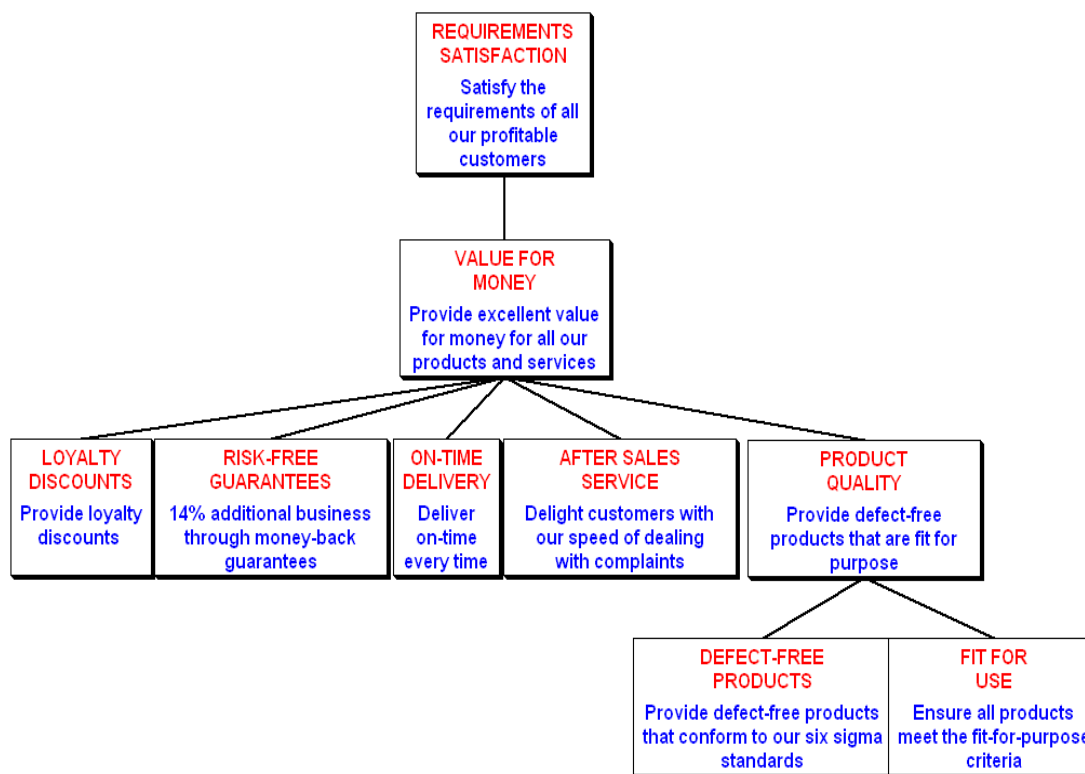 REQUIREMENTS
SATISFACTION
Satisfy the
requirements of all
our profitable
customers
VALUE FOR
MONEY
Provide excellent value
for money for all our
products and services
LOYALTY
DISCOUNTS
Provide loyalty
discounts
RISK-FREE
GUARANTEES
14% additional business
through money-back
guarantees
ON-TIME
DELIVERY
Deliver
on-time
every time
AFTER SALES
SERVICE
Delight customers with
our speed of dealing
with complaints
PRODUCT
QUALITY
Provide defect-free
products that are fit for
purpose
DEFECT-FREE
PRODUCTS
Provide defect-free products
that conform to our six sigma
standards
FIT FOR
USE
Ensure all products
meet the fit-for-purpose
criteria